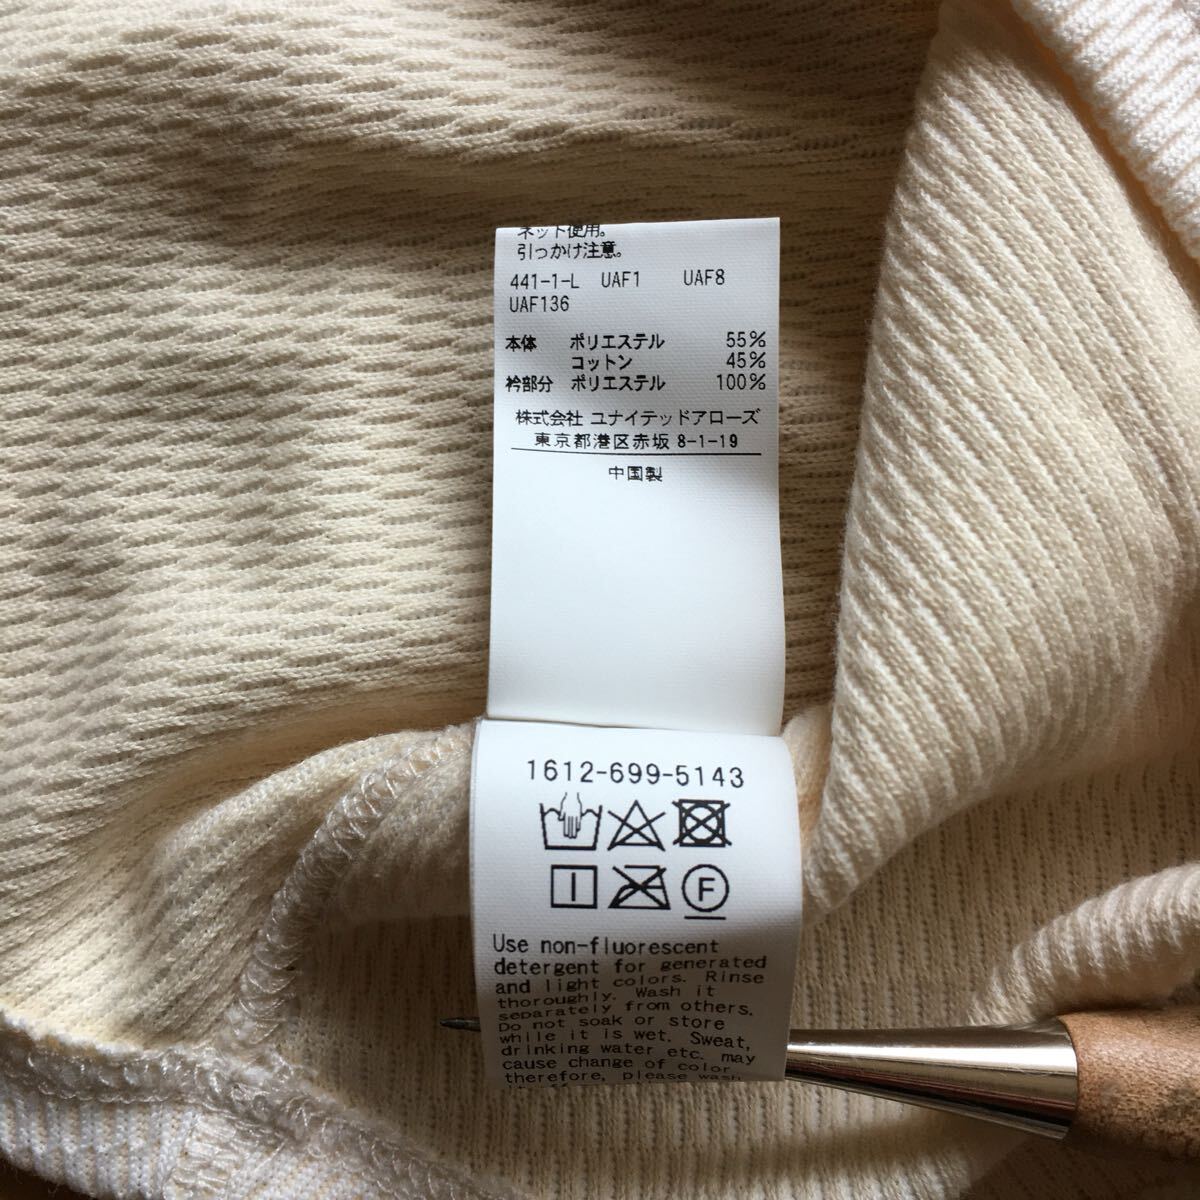 ネット使用。
引っかけ注意。
441-1-L UAF1 UAF8
UAF136
本体 ポリエステル 55%
コットン 45%
衿部分 ポリエステル 100%
株式会社 ユナイテッドアローズ
東京都港区赤坂 8-1-19
中国製
1612-699-5143
I F
Use non-fluorescent
detergent for generated
and light colors. Rinse
thoroughly. Wash it
separately from others.
Do not soak or store
while it is wet. Sweat,
drinking water etc. may
cause change of color
therefore, please wash